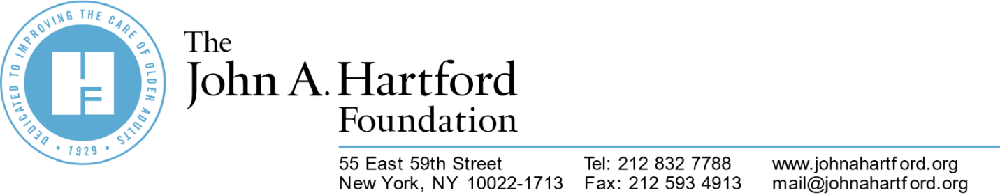 DEDICATED TO IMPROVING THE CARE OF OLDER ADULTS
• 1929 •
HF
The
John A. Hartford
Foundation
55 East 59th Street Tel: 212 832 7788 www.johnahartford.org
New York, NY 10022-1713 Fax: 212 593 4913 mail@johnahartford.org